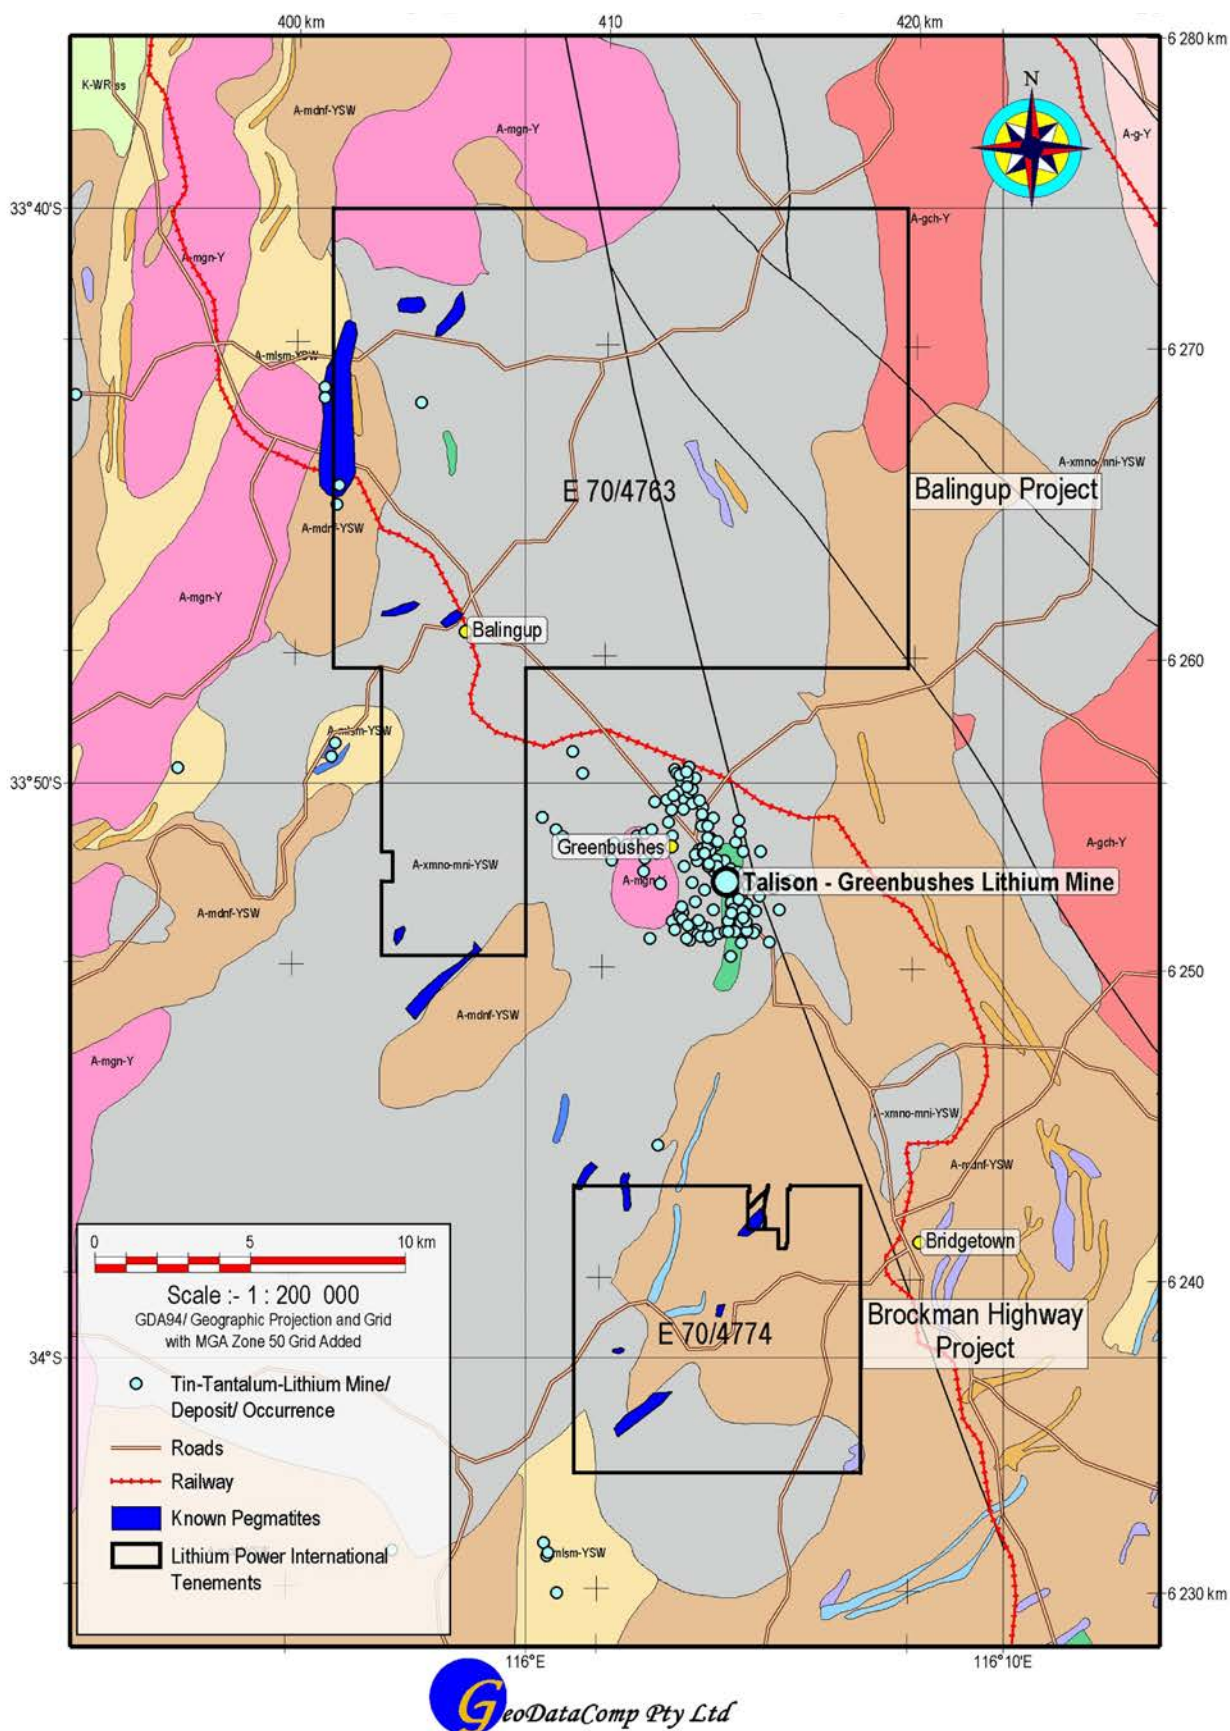 400 km
410
420 km
6 280 km
K-WR-ss
A-mdnf-YSW
A-mgn-Y
N
A-g-Y
33°40'S
A-gch-Y
A-mgn-Y
A-mlsm-YSW
6 270
A-xmno-mni-YSW
E 70/4763
Balingup Project
A-mdnf-YSW
A-mgn-Y
Balingup
6 260
A-mlsm-YSW
33°50'S
Greenbushes
A-gch-Y
A-xmno-mni-YSW
A-mgn-Y
Talison - Greenbushes Lithium Mine
A-mdnf-YSW
6 250
A-mdnf-YSW
A-mgn-Y
A-xmno-mni-YSW
A-mdnf-YSW
Bridgetown
0 5 10 km
6 240
Scale :- 1 : 200 000
GDA94/ Geographic Projection and Grid
with MGA Zone 50 Grid Added
E 70/4774
Brockman Highway
Project
34°S
Tin-Tantalum-Lithium Mine/
Deposit/ Occurrence
Roads
Railway
Known Pegmatites
Lithium Power International
Tenements
mlsm-YSW
6 230 km
116°E
116°10'E
GeoDataComp Pty Ltd